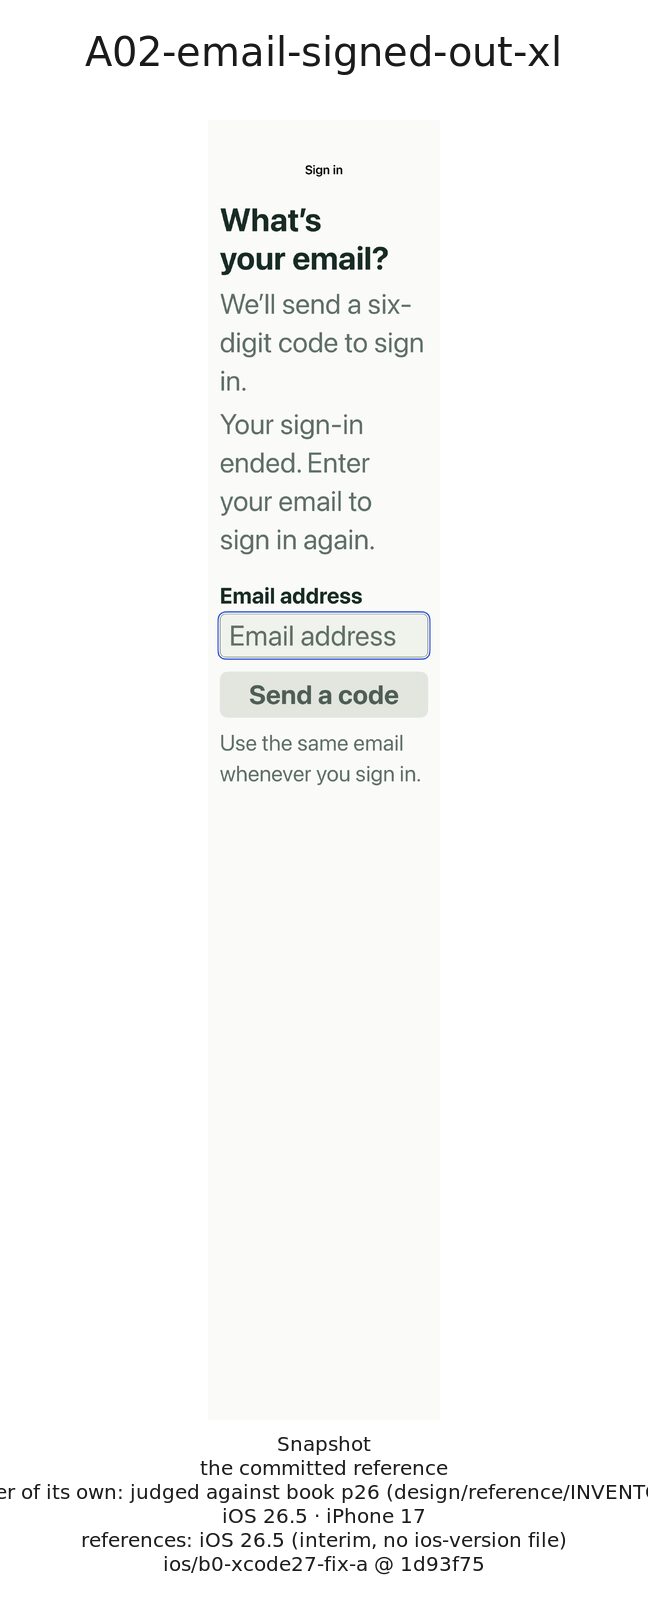 A02-email-signed-out-xl
Sign in
What’s
your email?
We’ll send a six-
digit code to sign
in.
Your sign-in
ended. Enter
your email to
sign in again.
Email address
Email address
Send a code
Use the same email
whenever you sign in.
Snapshot
the committed reference
of its own: judged against book p26
iOS 26.5 · iPhone 17
references: iOS 26.5 (interim, no ios-version file)
ios/b0-xcode27-fix-a @ 1d93f75